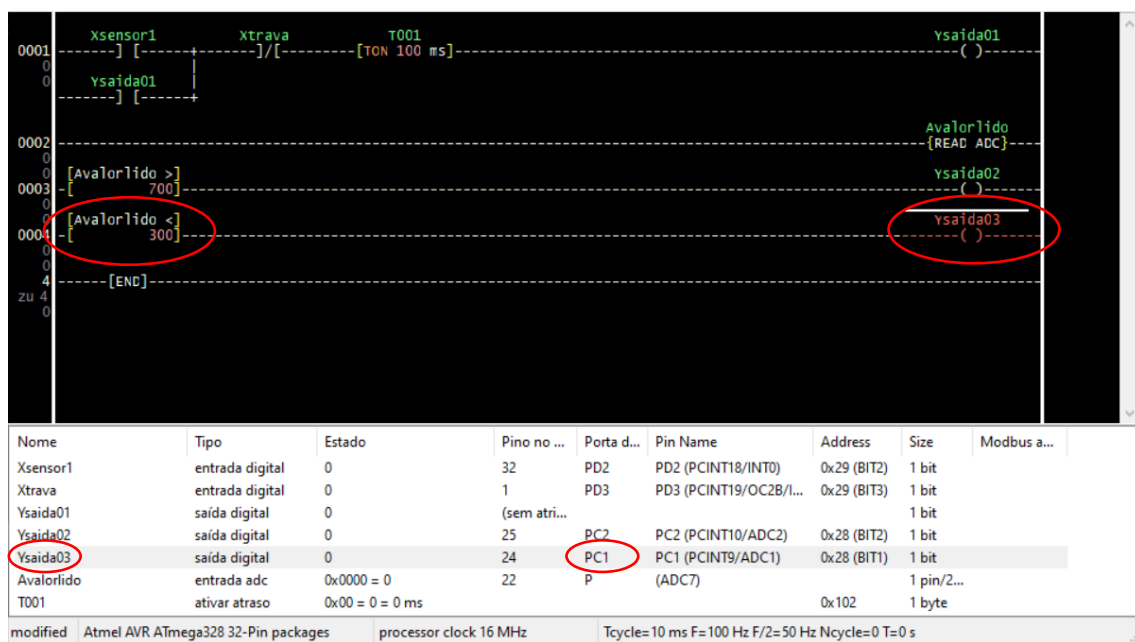 Xsensor1 Xtrava T001 Ysaida01
0001 -------] [------+-------]/[---------[TON 100 ms]------( )------
0 |
0 Ysaida01 |
-------] [------+
Avalorlido
0002 ------{READ ADC}----
0
0 [Avalorlido >] Ysaida02
0003 -[ 700]------( )------
0
0 [Avalorlido <] Ysaida03
0004 -[ 300]------( )------
0
0
4 ------[END]------
zu 4
0
Nome Tipo Estado Pino no ... Porta d... Pin Name Address Size Modbus a...
Xsensor1 entrada digital 0 32 PD2 PD2 (PCINT18/INT0) 0x29 (BIT2) 1 bit
Xtrava entrada digital 0 1 PD3 PD3 (PCINT19/OC2B/I... 0x29 (BIT3) 1 bit
Ysaida01 saída digital 0 (sem atri... 1 bit
Ysaida02 saída digital 0 25 PC2 PC2 (PCINT10/ADC2) 0x28 (BIT2) 1 bit
Ysaida03 saída digital 0 24 PC1 PC1 (PCINT9/ADC1) 0x28 (BIT1) 1 bit
Avalorlido entrada adc 0x0000 = 0 22 P (ADC7) 1 pin/2...
T001 ativar atraso 0x00 = 0 = 0 ms 0x102 1 byte
modified Atmel AVR ATmega328 32-Pin packages processor clock 16 MHz Tcycle=10 ms F=100 Hz F/2=50 Hz Ncycle=0 T=0 s